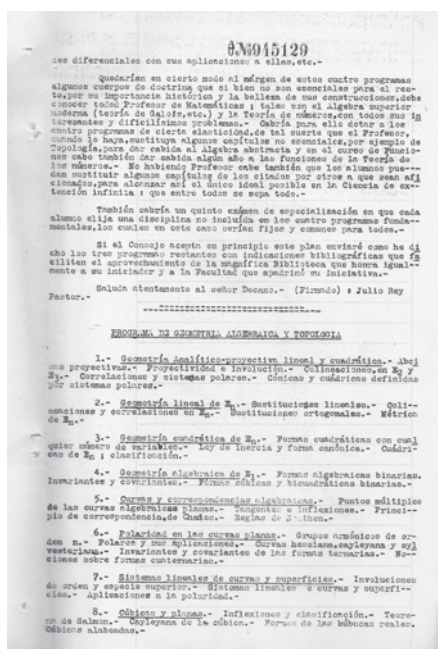 0.№945129
nes diferenciales con sus aplicaciones a ellas,etc.-
Quedarían en cierto modo al márgen de estos cuatro programas
algunos cuerpos de doctrina que si bien no son esenciales para el res-
to,por su importancia histórica y la belleza de sus construcciones,debe
conocer todod Profesor de Matemáticas ; tales son el Algebra superior
moderna (teoría de Galois,etc.) y la Teoría de números,con todos sus in
teresantes y dificilísimos problemas.- Cabría para ello dotar a los
cuatro programas de cierta elasticidad,de tal suerte que el Profesor,
cuando lo haya,sustituya algunos capítulos no esenciales,por ejemplo de
Topología,para dar cabida al Algebra abstracta y en el curso de Funcio-
nes cabe también dar cabida algún año a las funciones de la Teoría de
los números.- No habiendo Profesor cabe también que los alumnos pue--
dan sustituir algunos capítulos de los citados por otros a que sean afi
cionados,para alcanzar así el único ideal posible en la Ciencia de ex-
tención infinita : que entre todos se sepa todo.-
También cabría un quinto exámen de especialización en que cada
alumno elija una disciplina no incluída en los cuatro programas funda--
mentales,los cuales en este caso serían fijos y comunes para todos.-
Si el Consejo acepta en principio este plan enviaré como he di
cho los tres programas restantes con indicaciones bibliográficas que fa
ciliten el aprovechamiento de la magnífica Biblioteca que honra igual--
mente a su iniciador y a la Facultad que apadrinó su iniciativa.-
Saluda atentamente al señor Decano.- (Firmado) : Julio Rey
Pastor.-
PROGRAMA DE GEOMETRIA ALGEBRAICA Y TOPOLOGIA
1.- Geometría Analítico-proyectiva lineal y cuadrática.- Abci
sas proyectivas.- Proyectividad e involución.- Colineaciones,en E2 y
E3.- Correlaciones y sistemas polares.- Cónicas y cuádricas definidas
por sistemas polares.-
2.- Geometría lineal de En.- Sustituciones lineales.- Coli--
neaciones y correlaciones en En.- Sustituciones ortogonales.- Métrica
de En.-
3.- Geometría cuadrática de En.- Formas cuadráticas con cual
quier número de variables.- Ley de inercia y forma canónica.- Cuádri-
cas de En ; clasificación.-
4.- Geometría algebraica de E1.- Formas algebraicas binarias.
Invariantes y covariantes.- Formas cúbicas y bicuadráticas binarias.-
5.- Curvas y correspondencias algebraicas.- Puntos múltiples
de las curvas algebraicas planas.- Tangentes e inflexiones.- Princi--
pio de correspondencia,de Chales.- Reglas de
6.- Polaridad en las curvas planas.- Grupos armónicos de or-
den n.- Polares y sus aplicaciones.- Curvas hessiana,cayleyana y syl
vesteriana.- Invariantes y covariantes de las formas ternarias.- No--
ciones sobre formas cuaternarias.-
7.- Sistemas lineales de curvas y superficies.- Involuciones
de orden y especie superior.- Sistemas lineales de curvas y superfi--
cies.- Aplicaciones a la polaridad.-
8.- Cúbicas y planas.- Inflexiones y clasificación.- Teore-
ma de Salmon.- Cayleyana de la cúbica.- Formas de las búbucas reales.
Cúbicas alabeadas.-